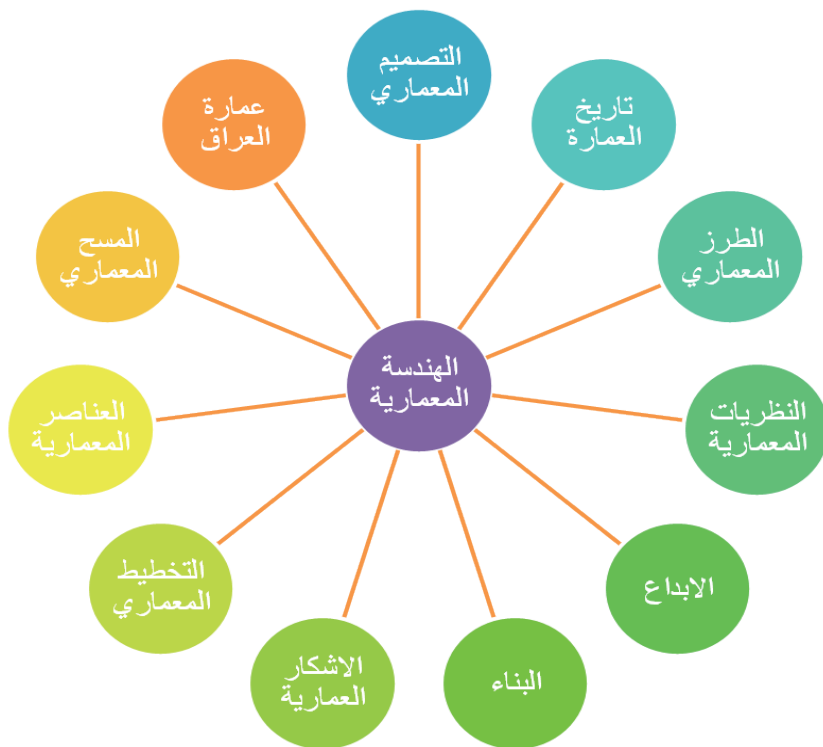 التصميم
المعماري
تاريخ
العمارة
الطرز
المعماري
النظريات
المعمارية
الابداع
البناء
الاشكار
العمارية
التخطيط
المعماري
العناصر
المعمارية
المسح
المعماري
عمارة
العراق
الهندسة
المعمارية